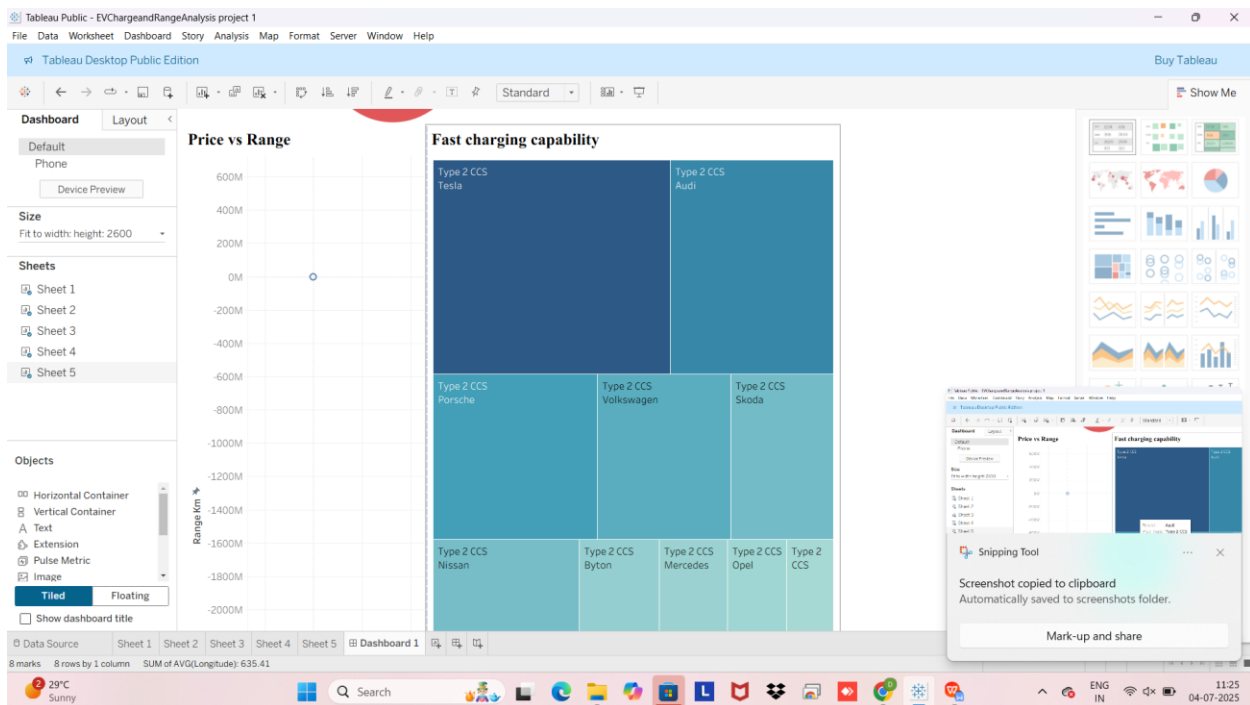 Tableau Public - EVChargeandRangeAnalysis project 1
File Data Worksheet Dashboard Story Analysis Map Format Server Window Help
Tableau Desktop Public Edition
Buy Tableau
Standard
Show Me
Dashboard
Layout
Default
Phone
Device Preview
Size
Fit to width: height: 2600
Sheets
Sheet 1
Sheet 2
Sheet 3
Sheet 4
Sheet 5
Objects
Horizontal Container
Vertical Container
Text
Extension
Pulse Metric
Image
Tiled
Floating
Show dashboard title
Price vs Range
600M
400M
200M
0M
-200M
-400M
-600M
-800M
-1000M
-1200M
-1400M
-1600M
-1800M
-2000M
Range Km
Fast charging capability
Type 2 CCS
Tesla
Type 2 CCS
Audi
Type 2 CCS
Porsche
Type 2 CCS
Volkswagen
Type 2 CCS
Skoda
Type 2 CCS
Nissan
Type 2 CCS
Byton
Type 2 CCS
Mercedes
Type 2 CCS
Opel
Type 2
CCS
Price vs Range
Fast charging capability
Snipping Tool
Screenshot copied to clipboard
Automatically saved to screenshots folder.
Mark-up and share
Data Source
Sheet 1
Sheet 2
Sheet 3
Sheet 4
Sheet 5
Dashboard 1
8 marks 8 rows by 1 column SUM of AVG(Longitude): 635.41
2
29°C
Sunny
Search
ENG
IN
11:25
04-07-2025